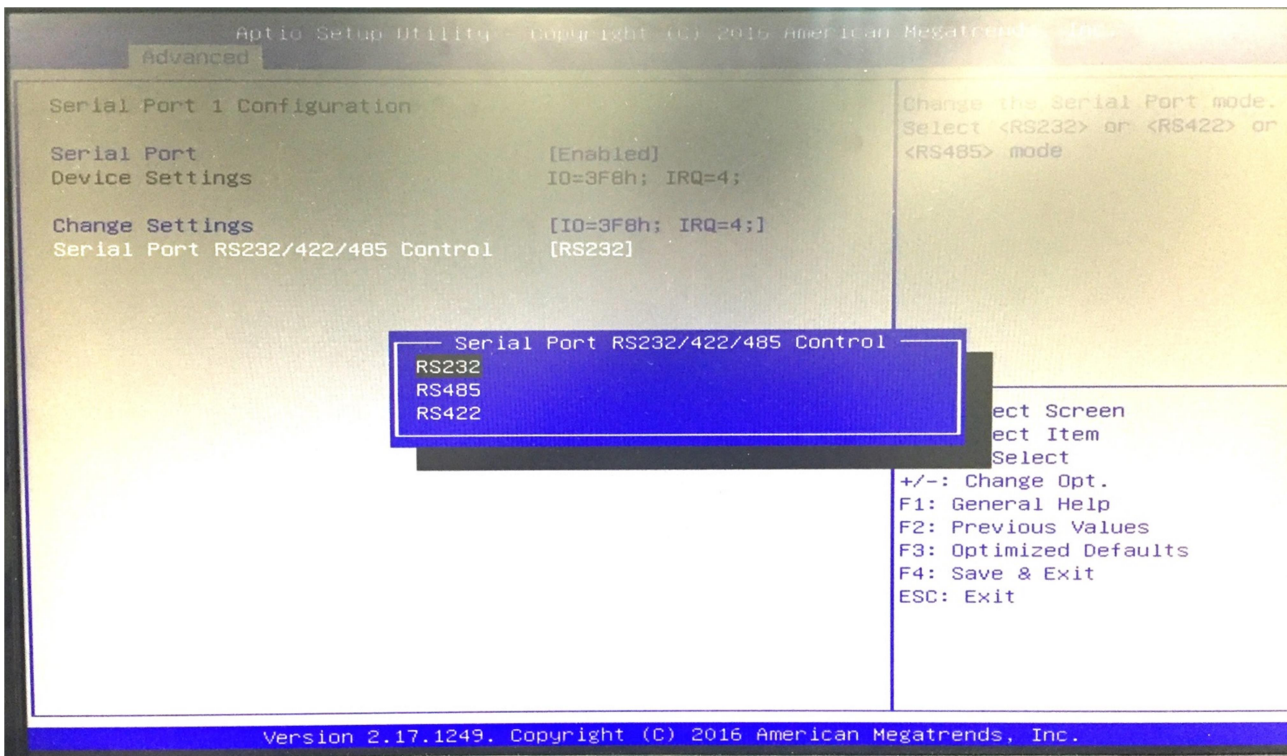 Aptio Setup Utility - Copyright (C) 2016 American Megatrends, Inc.
Advanced
Serial Port 1 Configuration
Serial Port [Enabled]
Device Settings IO=3F8h; IRQ=4;
Change Settings [IO=3F8h; IRQ=4;]
Serial Port RS232/422/485 Control [RS232]
Change the Serial Port mode.
Select <RS232> or <RS422> or
<RS485> mode
Serial Port RS232/422/485 Control
RS232
RS485
RS422
ect Screen
ect Item
Select
+/-: Change Opt.
F1: General Help
F2: Previous Values
F3: Optimized Defaults
F4: Save & Exit
ESC: Exit
Version 2.17.1249. Copyright (C) 2016 American Megatrends, Inc.